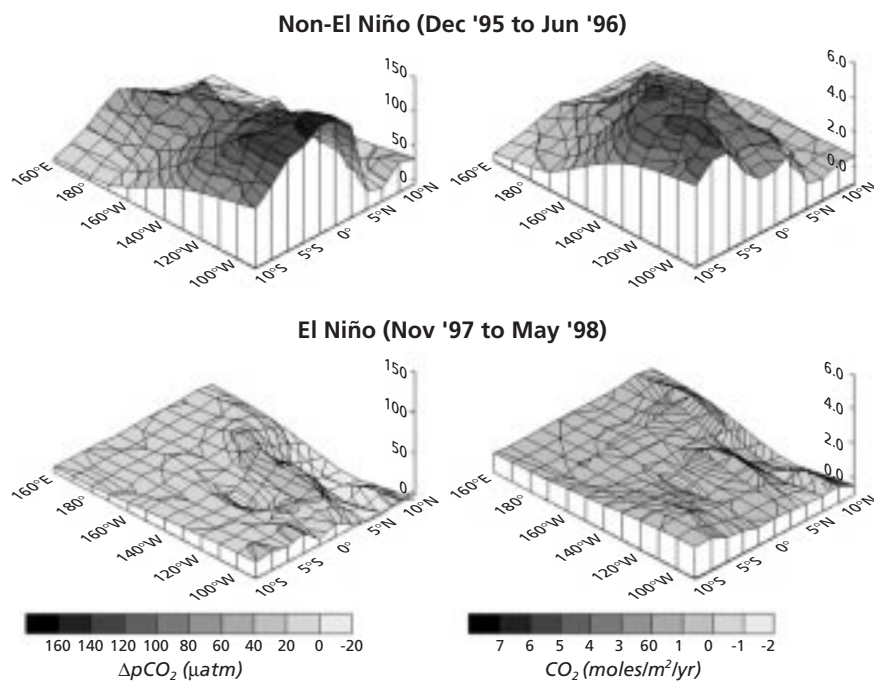 Non-El Niño (Dec '95 to Jun '96)
150
100
50
0
160°E
180°
160°W
140°W
120°W
100°W
10°S
5°S
0°
5°N
10°N
6.0
4.0
2.0
0.0
160°E
180°
160°W
140°W
120°W
100°W
10°S
5°S
0°
5°N
10°N
El Niño (Nov '97 to May '98)
150
100
50
0
160°E
180°
160°W
140°W
120°W
100°W
10°S
5°S
0°
5°N
10°N
6.0
4.0
2.0
0.0
160°E
180°
160°W
140°W
120°W
100°W
10°S
5°S
0°
5°N
10°N
160 140 120 100 80 60 40 20 0 -20
ΔpCO₂ (µatm)
7 6 5 4 3 60 1 0 -1 -2
CO₂ (moles/m²/yr)